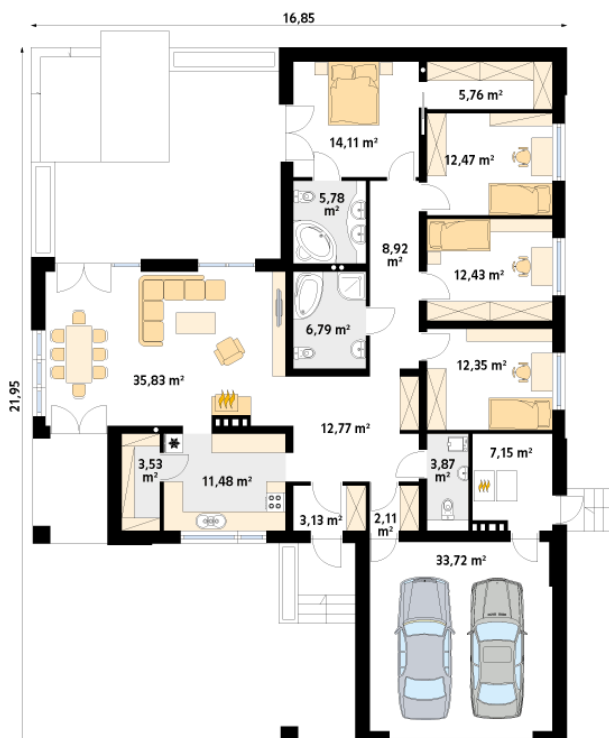 16,85
5,76 m²
14,11 m²
12,47 m²
5,78
m²
8,92
m²
12,43 m²
6,79 m²
12,35 m²
35,83 m²
21,95
12,77 m²
3,53
m²
11,48 m²
3,87
m²
7,15 m²
3,13 m²
2,11
m²
33,72 m²